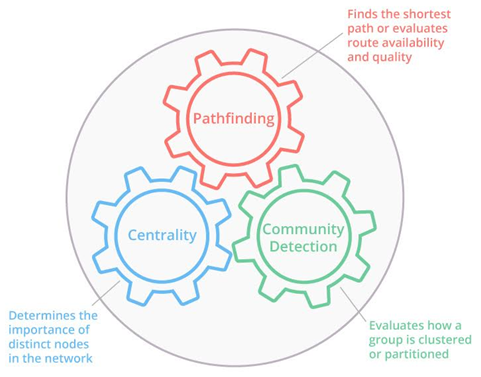 Finds the shortest
path or evaluates
route availability
and quality
Pathfinding
Centrality
Community
Detection
Determines the
importance of
distinct nodes
in the network
Evaluates how a
group is clustered
or partitioned